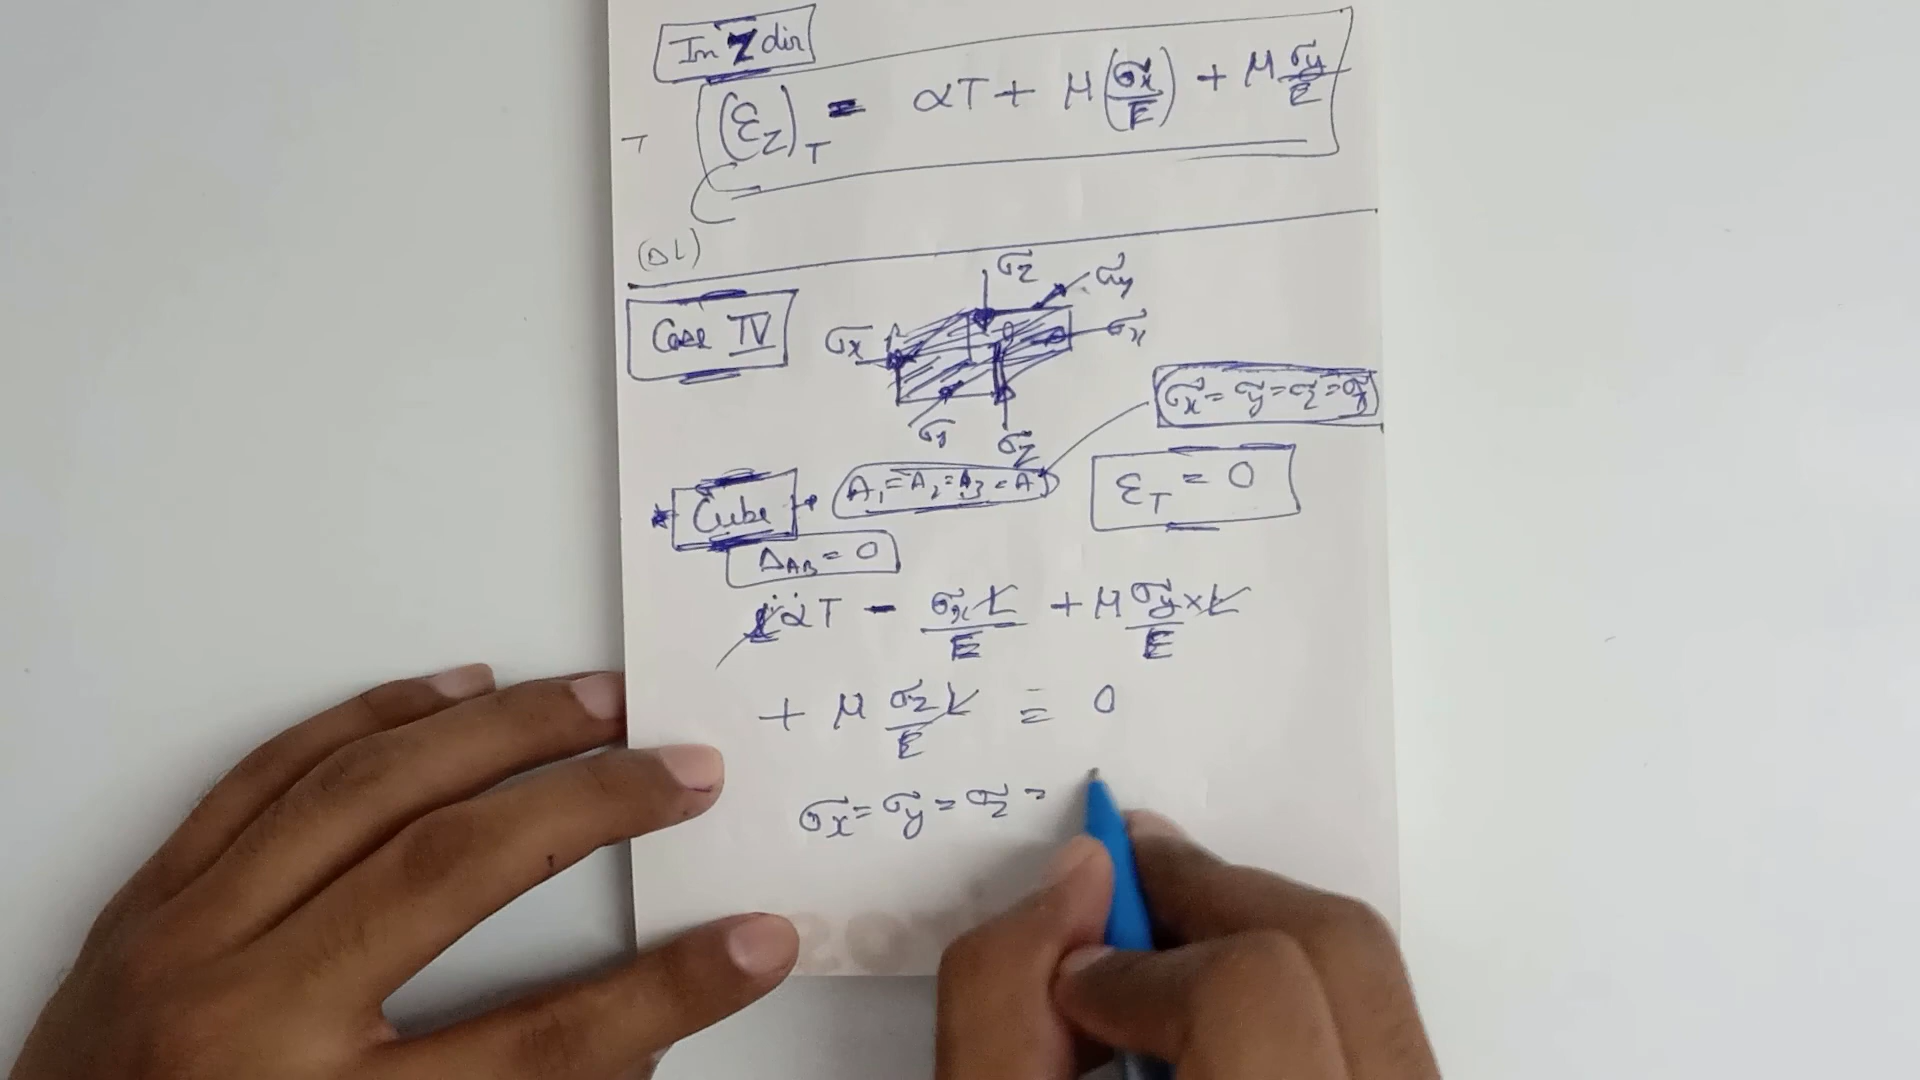 In Z dir
(εz)T = αT + μ(σx/E) + μ σy/E
(ΔL)
Case IV
σz
σy
σx
σx
σy
σz
σx = σy = σz = σ
Cube
A1 = A2 = A3 = A
εT = 0
ΔAB = 0
LαT - σx L/E + μ σy × L/E
+ μ σz L/E = 0
σx = σy = σz =